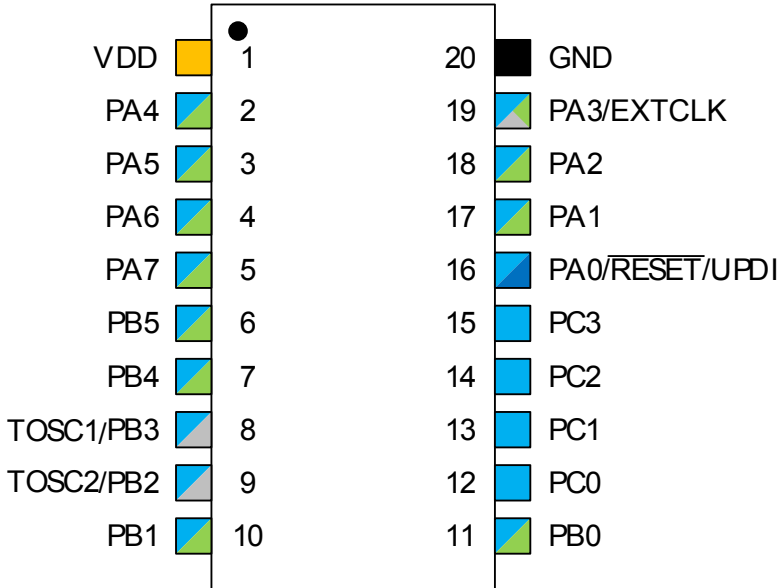 VDD 1 20 GND
PA4 2 19 PA3/EXTCLK
PA5 3 18 PA2
PA6 4 17 PA1
PA7 5 16 PA0/RESET/UPDI
PB5 6 15 PC3
PB4 7 14 PC2
TOSC1/PB3 8 13 PC1
TOSC2/PB2 9 12 PC0
PB1 10 11 PB0